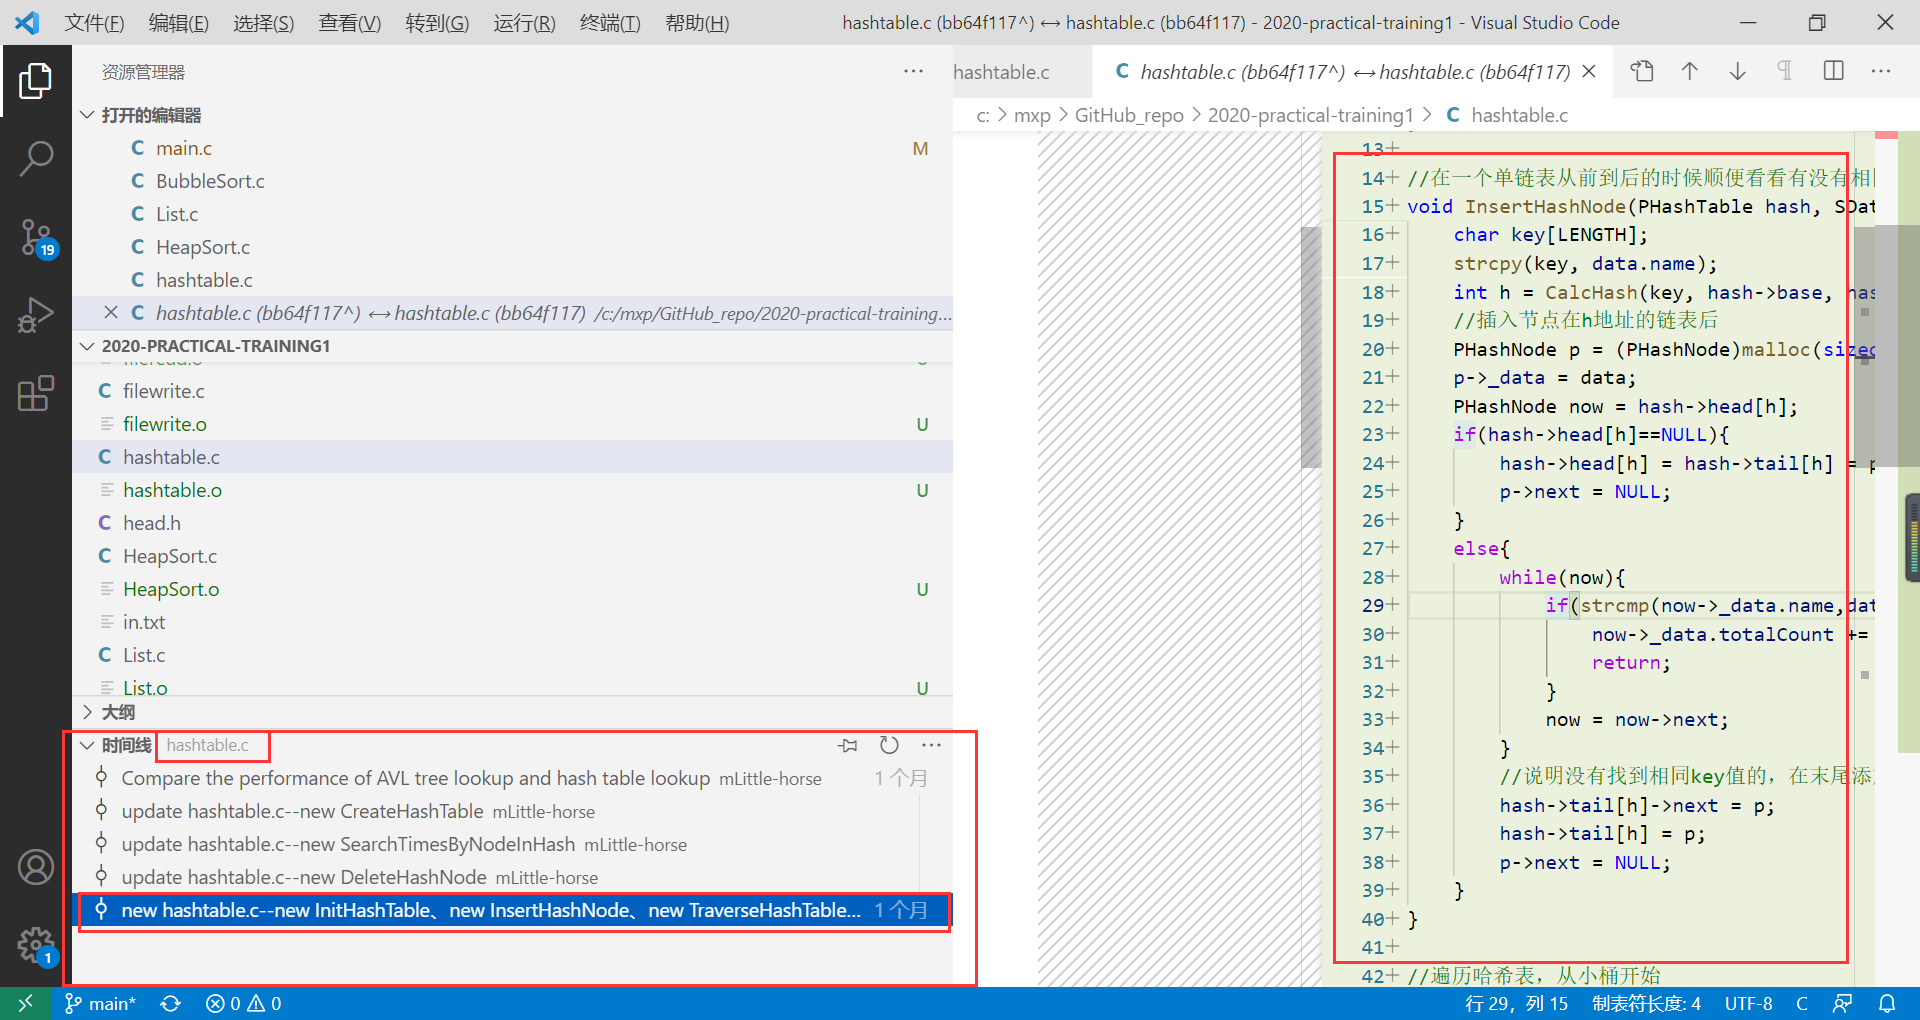 文件(F) 编辑(E) 选择(S) 查看(V) 转到(G) 运行(R) 终端(T) 帮助(H) hashtable.c (bb64f117^) ↔ hashtable.c (bb64f117) - 2020-practical-training1 - Visual Studio Code
资源管理器
打开的编辑器
main.c M
BubbleSort.c
List.c
HeapSort.c
hashtable.c
hashtable.c (bb64f117^) ↔ hashtable.c (bb64f117) /c:/mxp/GitHub_repo/2020-practical-training...
2020-PRACTICAL-TRAINING1
filewrite.c
filewrite.o U
hashtable.c
hashtable.o U
head.h
HeapSort.c
HeapSort.o U
in.txt
List.c
List.o U
大纲
时间线 hashtable.c
Compare the performance of AVL tree lookup and hash table lookup mLittle-horse 1 个月
update hashtable.c--new CreateHashTable mLittle-horse
update hashtable.c--new SearchTimesByNodeInHash mLittle-horse
update hashtable.c--new DeleteHashNode mLittle-horse
new hashtable.c--new InitHashTable、new InsertHashNode、new TraverseHashTable... 1 个月
19
1
hashtable.c
hashtable.c (bb64f117^) ↔ hashtable.c (bb64f117)
c: > mxp > GitHub_repo > 2020-practical-training1 > C hashtable.c
13+
14+ //在一个单链表从前到后的时候顺便看看有没有相
15+ void InsertHashNode(PHashTable hash, SDat
16+ char key[LENGTH];
17+ strcpy(key, data.name);
18+ int h = CalcHash(key, hash->base, has
19+ //插入节点在h地址的链表后
20+ PHashNode p = (PHashNode)malloc(sizeo
21+ p->_data = data;
22+ PHashNode now = hash->head[h];
23+ if(hash->head[h]==NULL){
24+ hash->head[h] = hash->tail[h] = p
25+ p->next = NULL;
26+ }
27+ else{
28+ while(now){
29+ if(strcmp(now->_data.name,dat
30+ now->_data.totalCount +=
31+ return;
32+ }
33+ now = now->next;
34+ }
35+ //说明没有找到相同key值的，在末尾添
36+ hash->tail[h]->next = p;
37+ hash->tail[h] = p;
38+ p->next = NULL;
39+ }
40+ }
41+
42+ //遍历哈希表，从小桶开始
main* 0 0 行 29，列 15 制表符长度: 4 UTF-8 C